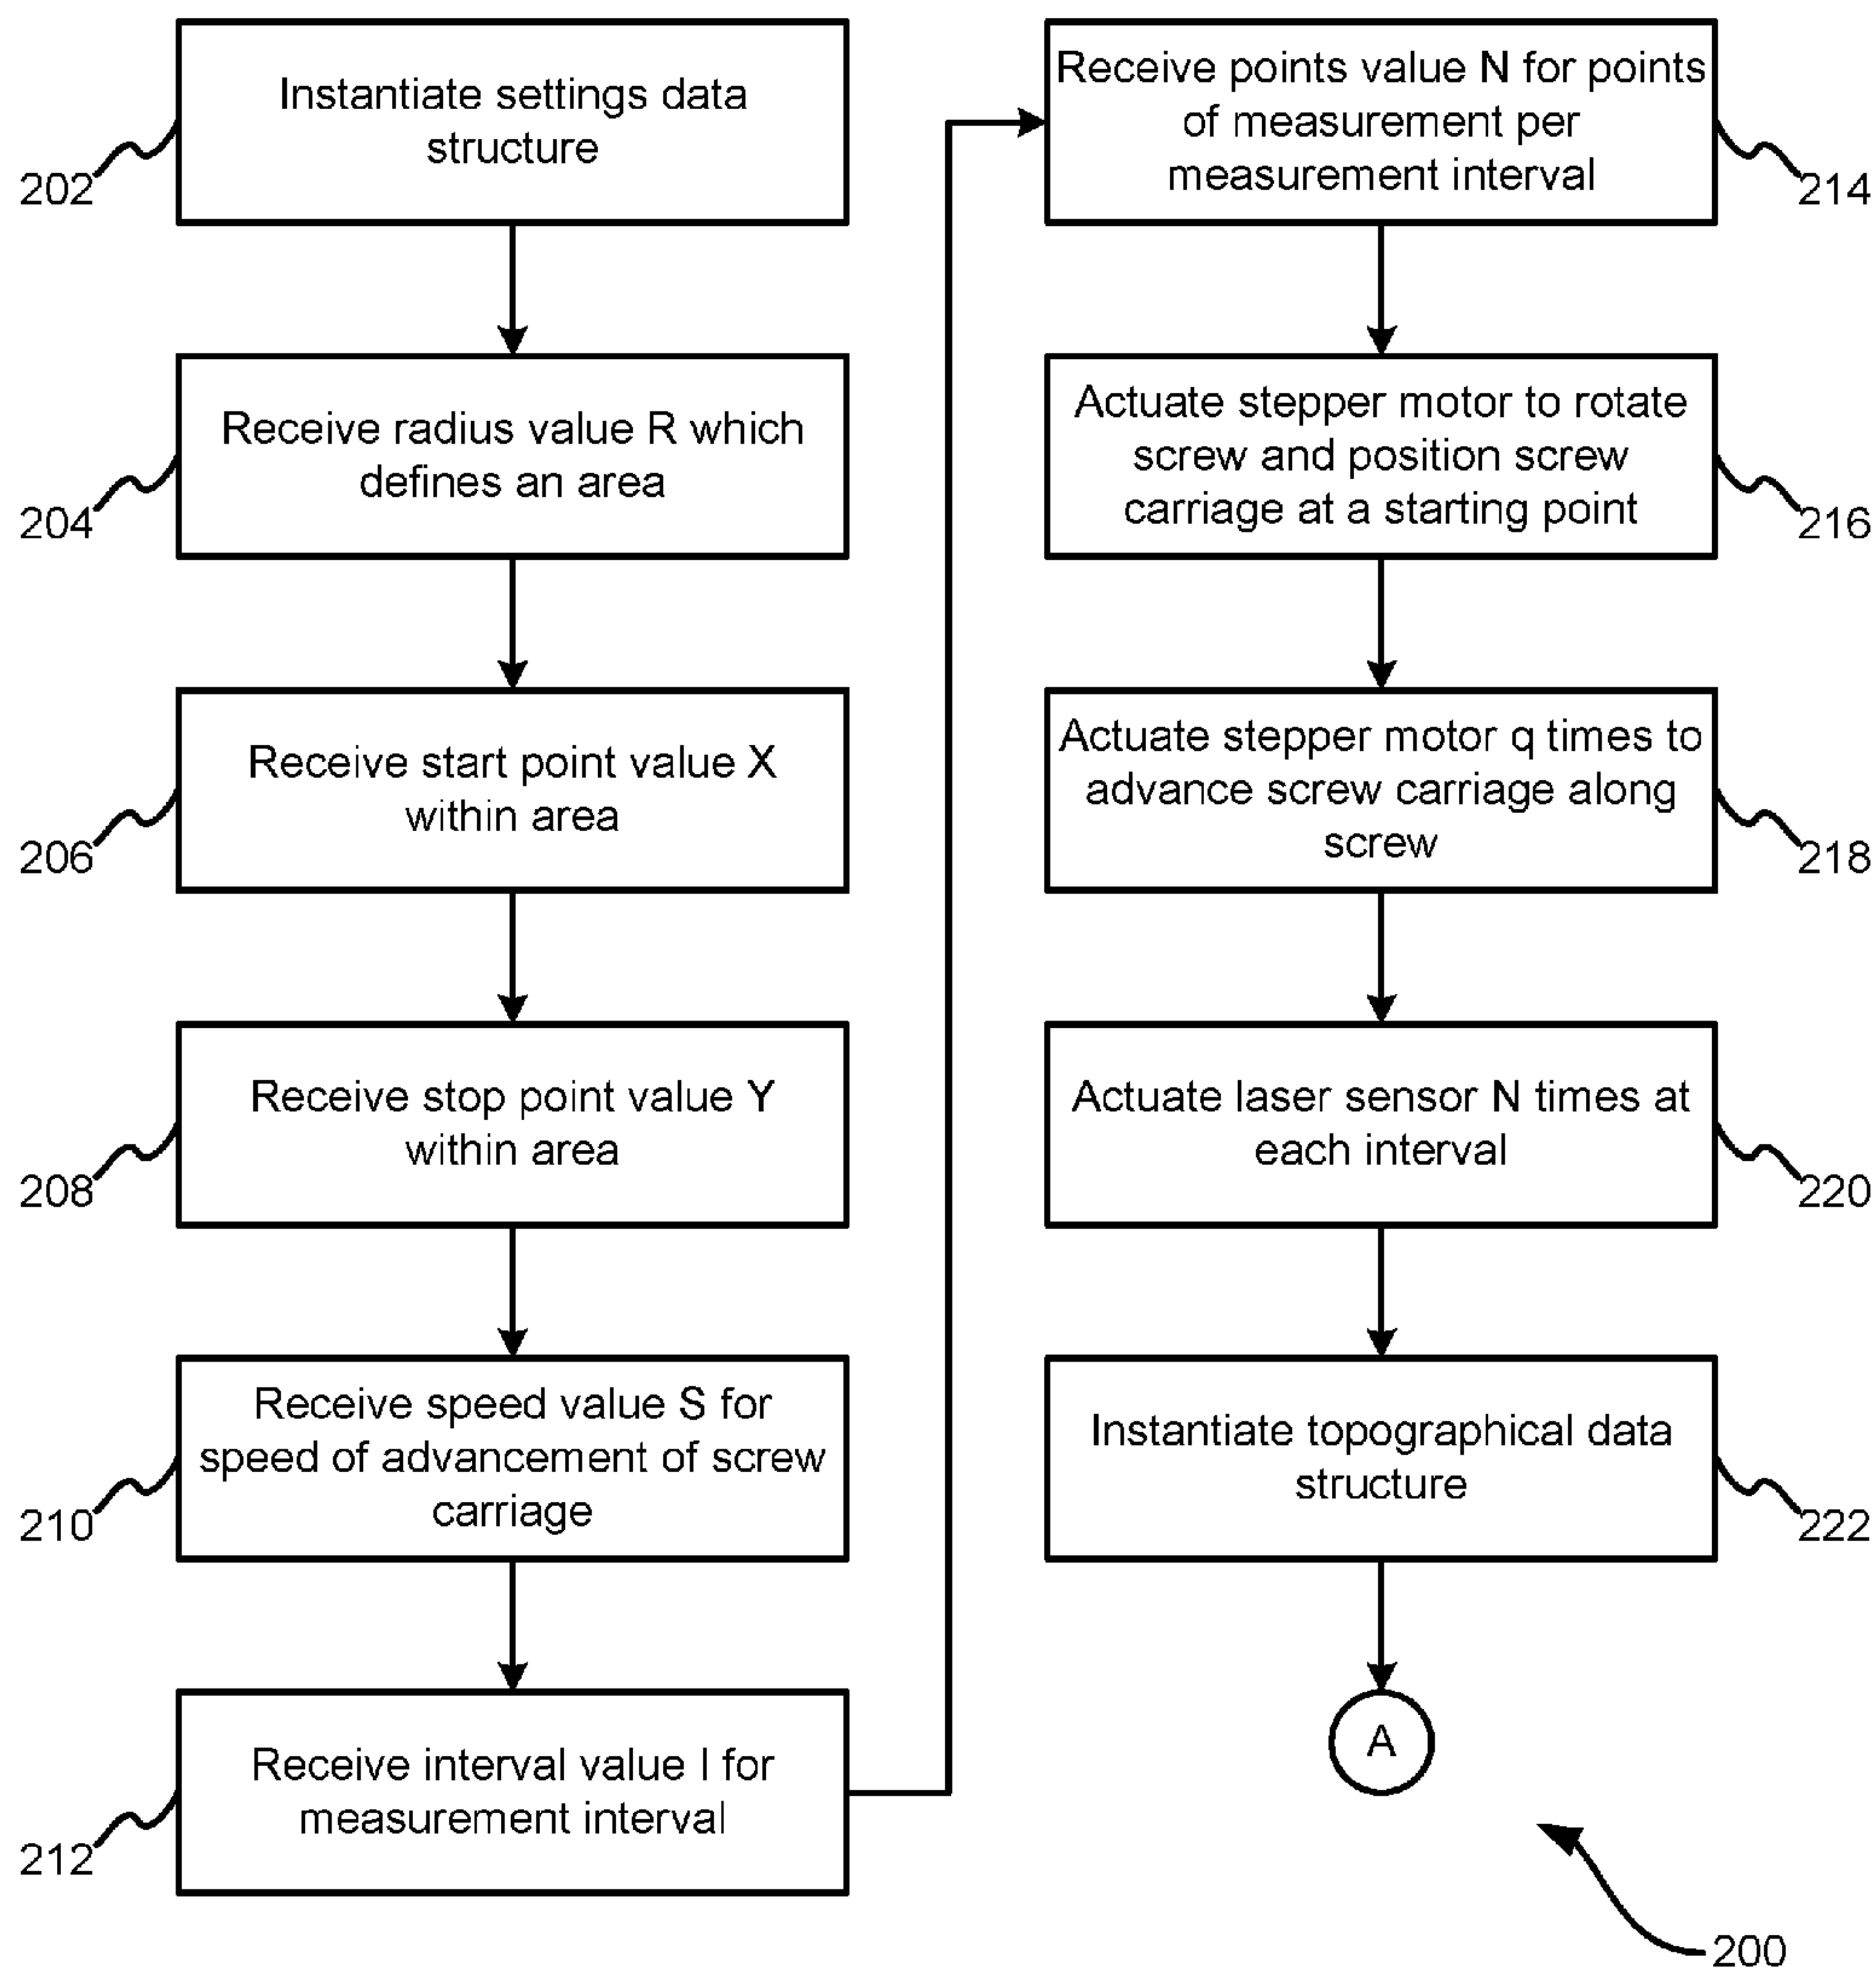 Instantiate settings data
structure
202
Receive radius value R which
defines an area
204
Receive start point value X
within area
206
Receive stop point value Y
within area
208
Receive speed value S for
speed of advancement of screw
carriage
210
Receive interval value I for
measurement interval
212
Receive points value N for points
of measurement per
measurement interval
214
Actuate stepper motor to rotate
screw and position screw
carriage at a starting point
216
Actuate stepper motor q times to
advance screw carriage along
screw
218
Actuate laser sensor N times at
each interval
220
Instantiate topographical data
structure
222
A
200